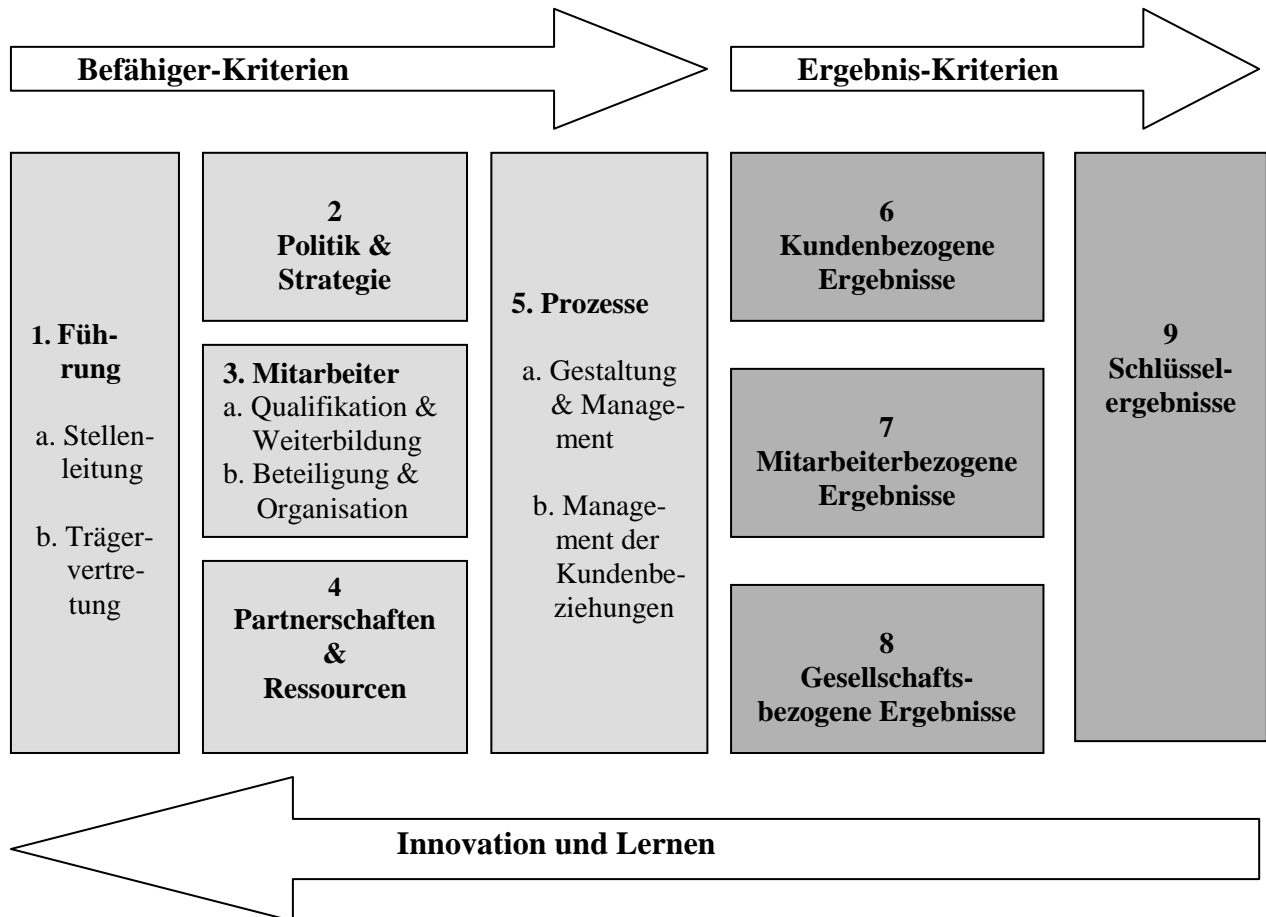 Befähiger-Kriterien
Ergebnis-Kriterien
1. Füh-
rung
a. Stellen-
leitung
b. Träger-
vertre-
tung
2
Politik &
Strategie
3. Mitarbeiter
a. Qualifikation &
Weiterbildung
b. Beteiligung &
Organisation
4
Partnerschaften
&
Ressourcen
5. Prozesse
a. Gestaltung
& Manage-
ment
b. Manage-
ment der
Kundenbe-
ziehungen
6
Kundenbezogene
Ergebnisse
7
Mitarbeiterbezogene
Ergebnisse
8
Gesellschafts-
bezogene Ergebnisse
9
Schlüssel-
ergebnisse
Innovation und Lernen